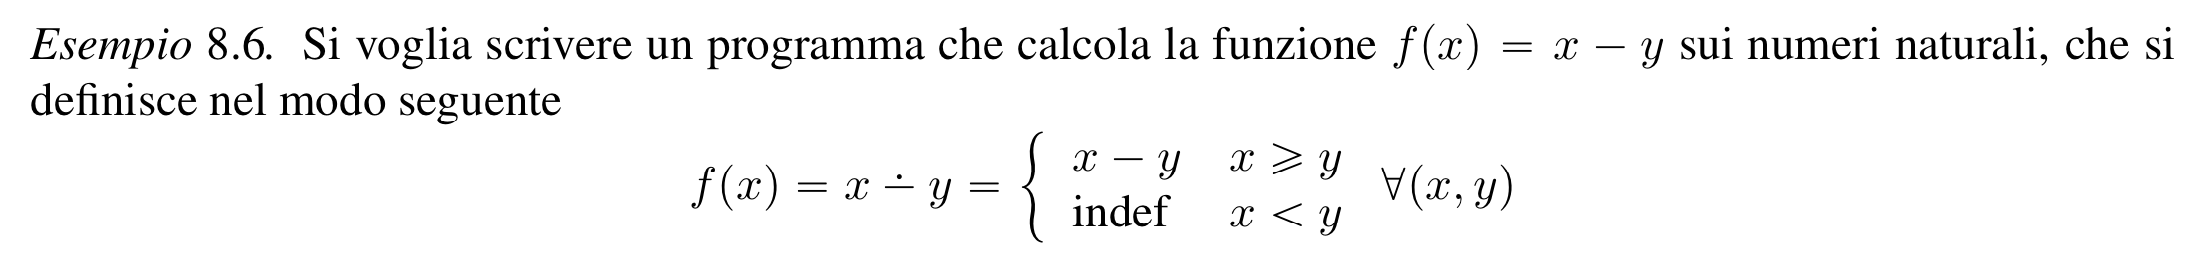 Esempio 8.6. Si voglia scrivere un programma che calcola la funzione f(x) = x − y sui numeri naturali, che si
definisce nel modo seguente
f(x) = x ∸ y = { x − y x ⩾ y
indef x < y ∀(x, y)